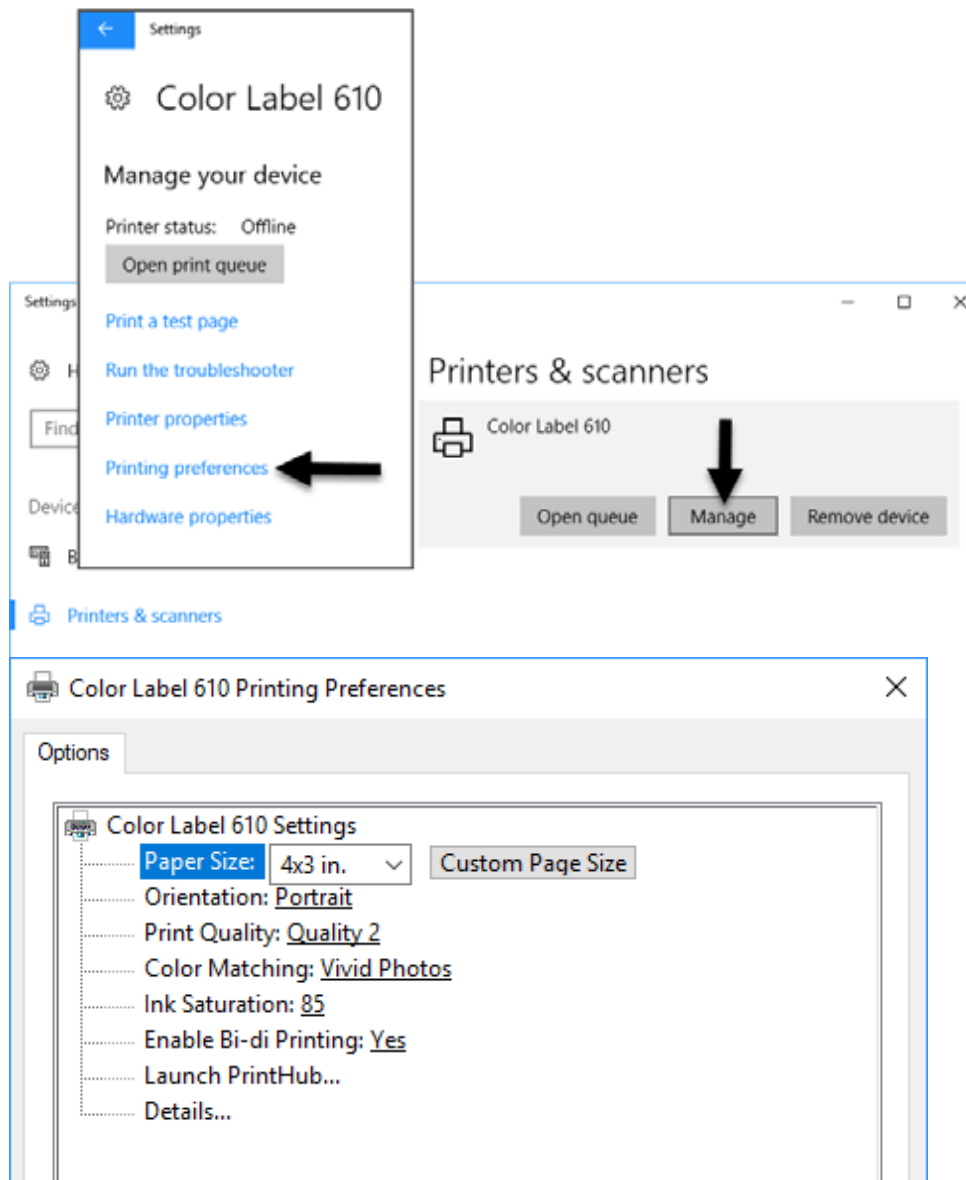 Settings
Color Label 610
Manage your device
Printer status: Offline
Open print queue
Print a test page
Run the troubleshooter
Printer properties
Printing preferences
Hardware properties
Settings
H
Find
Device
B
Printers & scanners
Printers & scanners
Color Label 610
Open queue Manage Remove device
Color Label 610 Printing Preferences
Options
Color Label 610 Settings
Paper Size: 4x3 in. Custom Page Size
Orientation: Portrait
Print Quality: Quality 2
Color Matching: Vivid Photos
Ink Saturation: 85
Enable Bi-di Printing: Yes
Launch PrintHub...
Details...